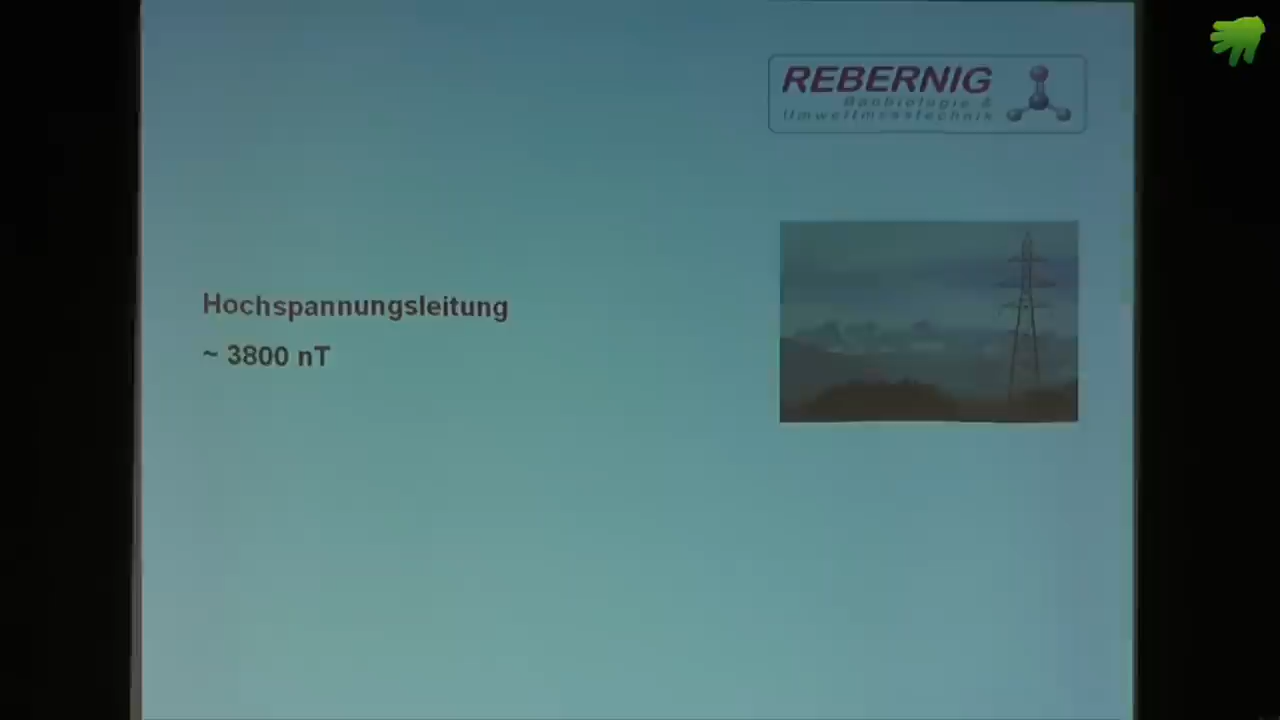 REBERNIG
Baubiologie &
Umweltmesstechnik
Hochspannungsleitung
~ 3800 nT